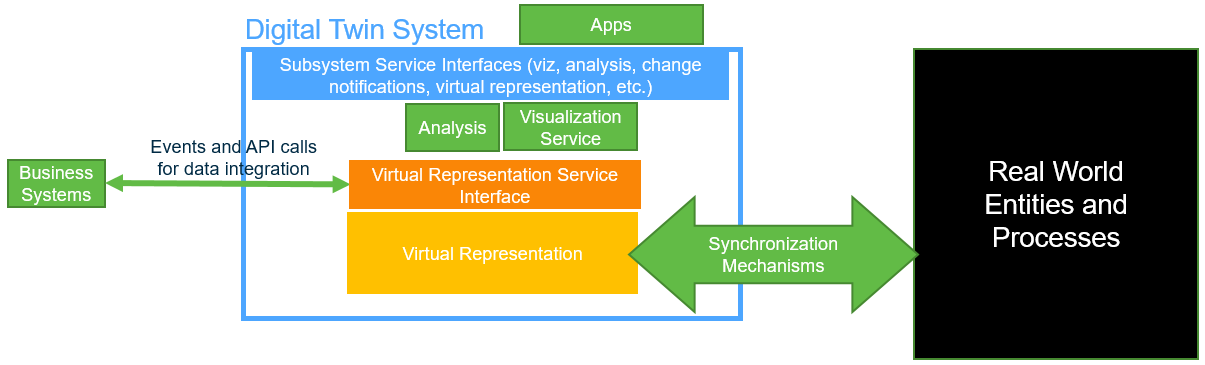 Digital Twin System
Apps
Subsystem Service Interfaces (viz, analysis, change
notifications, virtual representation, etc.)
Analysis
Visualization
Service
Events and API calls
for data integration
Business
Systems
Virtual Representation Service
Interface
Virtual Representation
Synchronization
Mechanisms
Real World
Entities and
Processes